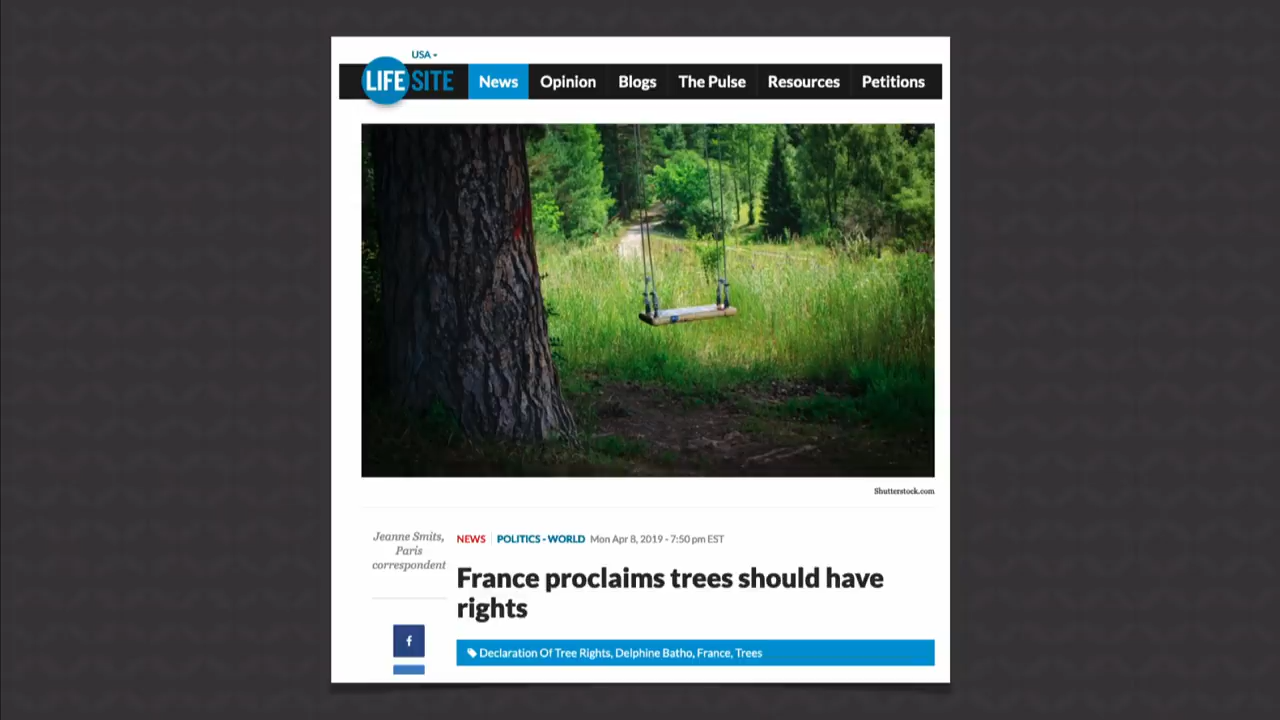 USA
LIFESITE News Opinion Blogs The Pulse Resources Petitions
Shutterstock.com
Jeanne Smits,
Paris
correspondent
NEWS POLITICS - WORLD Mon Apr 8, 2019 - 7:50 pm EST
France proclaims trees should have
rights
f
Declaration Of Tree Rights, Delphine Batho, France, Trees